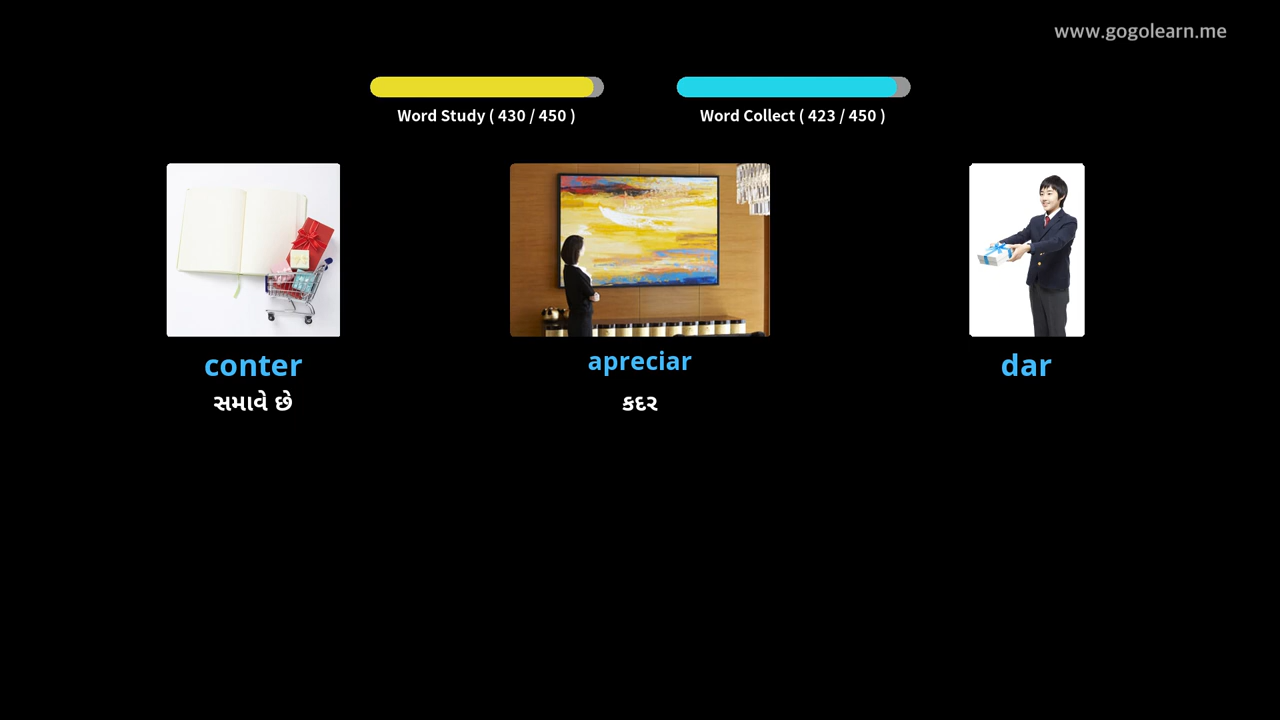 www.gogolearn.me
Word Study ( 430 / 450 )
Word Collect ( 423 / 450 )
conter
apreciar
dar
સમાવે છે
કદર